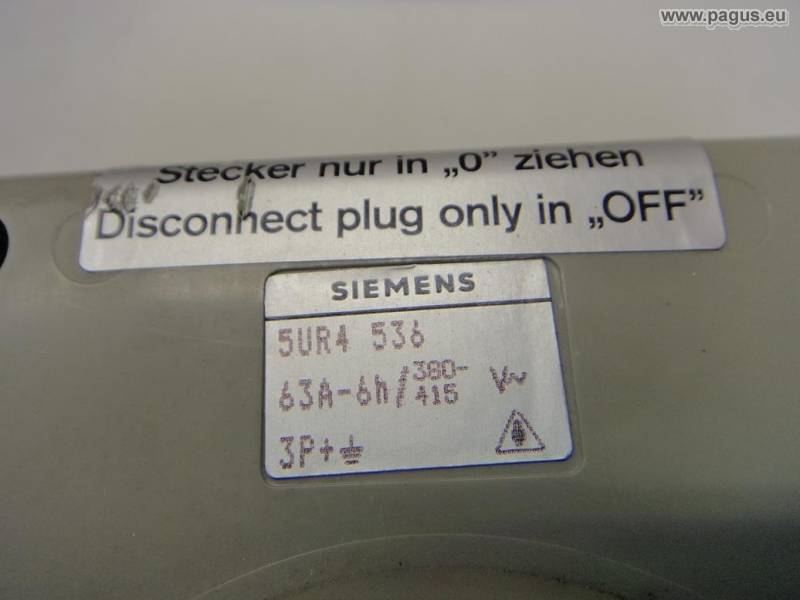 www.pagus.eu
Stecker nur in „0” ziehen
Disconnect plug only in „OFF”
SIEMENS
5UR4 536
63A-6h/380-415 V~
3P+⏚